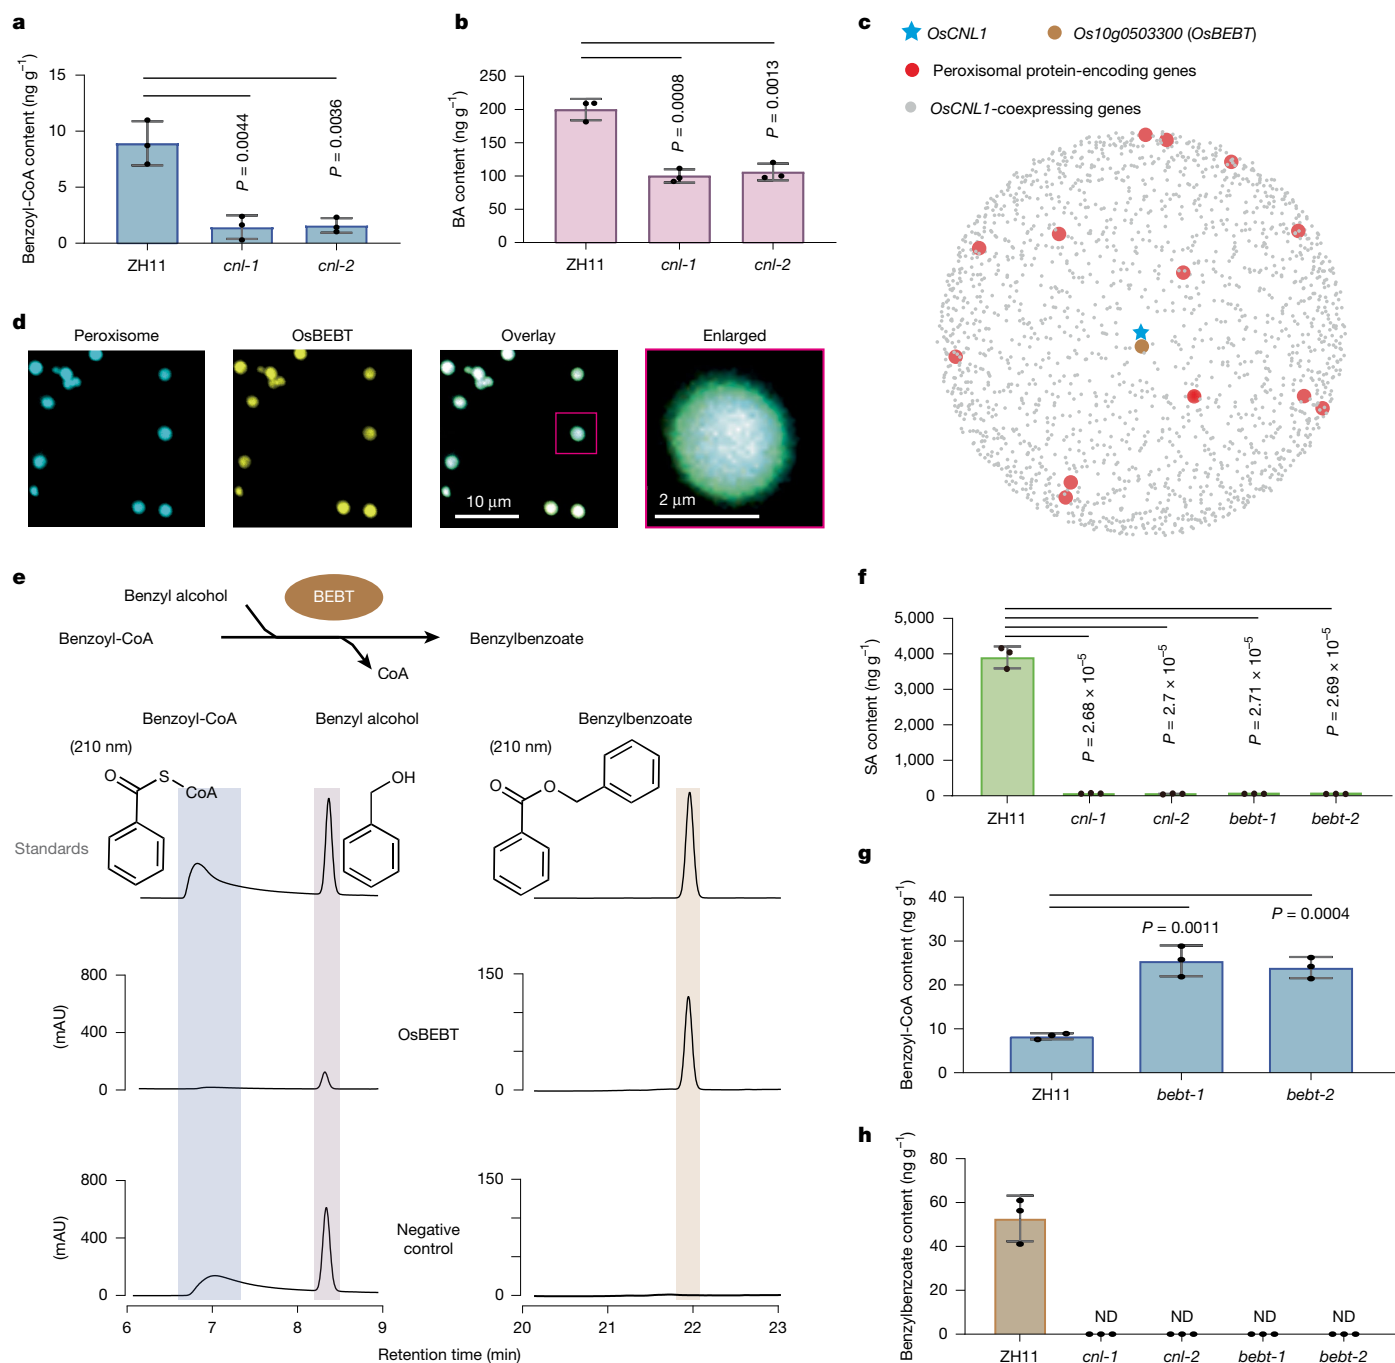 a
Benzoyl-CoA content (ng g⁻¹)
15
10
5
0
P = 0.0044
P = 0.0036
ZH11
cnl-1
cnl-2
b
BA content (ng g⁻¹)
250
200
150
100
50
0
P = 0.0008
P = 0.0013
ZH11
cnl-1
cnl-2
c
OsCNL1
Os10g0503300 (OsBEBT)
Peroxisomal protein-encoding genes
OsCNL1-coexpressing genes
d
Peroxisome
OsBEBT
Overlay
Enlarged
10 μm
2 μm
e
Benzyl alcohol
BEBT
Benzoyl-CoA
Benzylbenzoate
CoA
Benzoyl-CoA
Benzyl alcohol
Benzylbenzoate
(210 nm)
(210 nm)
O
S
CoA
OH
O
O
Standards
800
400
0
(mAU)
OsBEBT
150
0
800
400
0
(mAU)
Negative
control
150
0
6
7
8
9
20
21
22
23
Retention time (min)
f
SA content (ng g⁻¹)
5,000
4,000
3,000
2,000
1,000
0
P = 2.68 × 10⁻⁵
P = 2.7 × 10⁻⁵
P = 2.71 × 10⁻⁵
P = 2.69 × 10⁻⁵
ZH11
cnl-1
cnl-2
bebt-1
bebt-2
g
Benzoyl-CoA content (ng g⁻¹)
40
30
20
10
0
P = 0.0011
P = 0.0004
ZH11
bebt-1
bebt-2
h
Benzylbenzoate content (ng g⁻¹)
80
60
40
20
0
ND
ND
ND
ND
ZH11
cnl-1
cnl-2
bebt-1
bebt-2